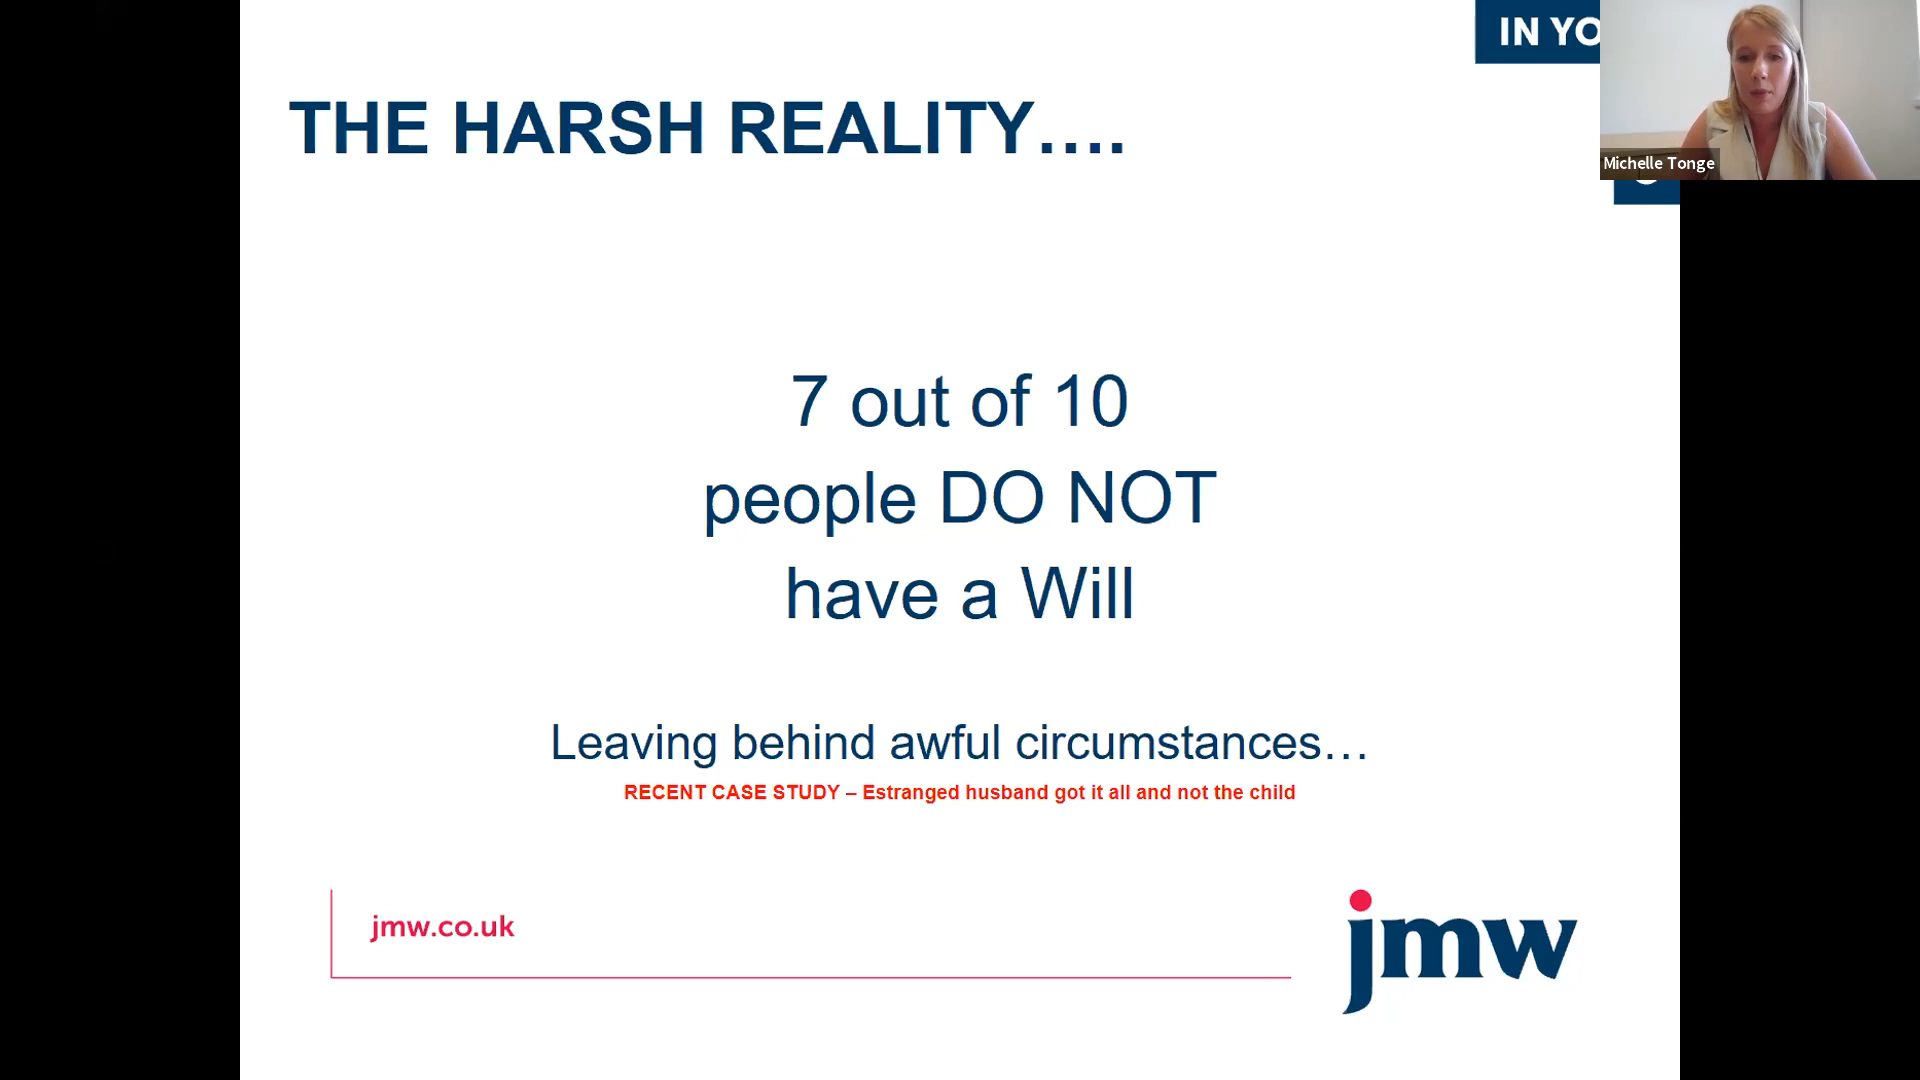 IN YO
Michelle Tonge
THE HARSH REALITY....
7 out of 10
people DO NOT
have a Will
Leaving behind awful circumstances…
RECENT CASE STUDY – Estranged husband got it all and not the child
jmw.co.uk
jmw